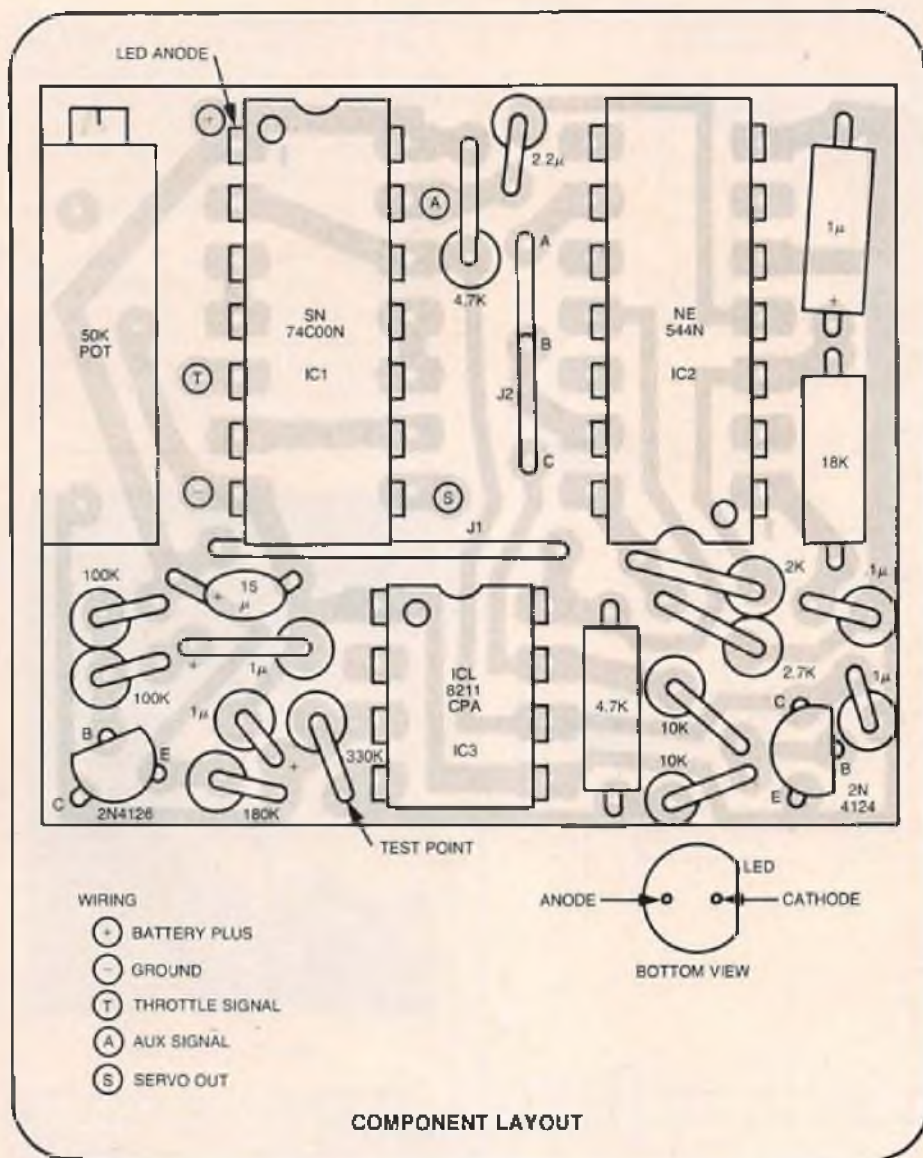 LED ANODE
+
2.2µ
A
A
1µ
+
4.7K
SN
74C00N
NE
544N
50K
POT
B
IC1
IC2
T
J2
18K
C
-
S
J1
100K
15
µ
+
2K
.1µ
1µ
+
ICL
8211
CPA
2.7K
100K
4.7K
.1µ
C
.1µ
B
E
330K
IC3
10K
10K
+
B
C
E
2N
4124
2N4126
180K
TEST POINT
LED
ANODE
CATHODE
BOTTOM VIEW
WIRING
+ BATTERY PLUS
- GROUND
T THROTTLE SIGNAL
A AUX SIGNAL
S SERVO OUT
COMPONENT LAYOUT